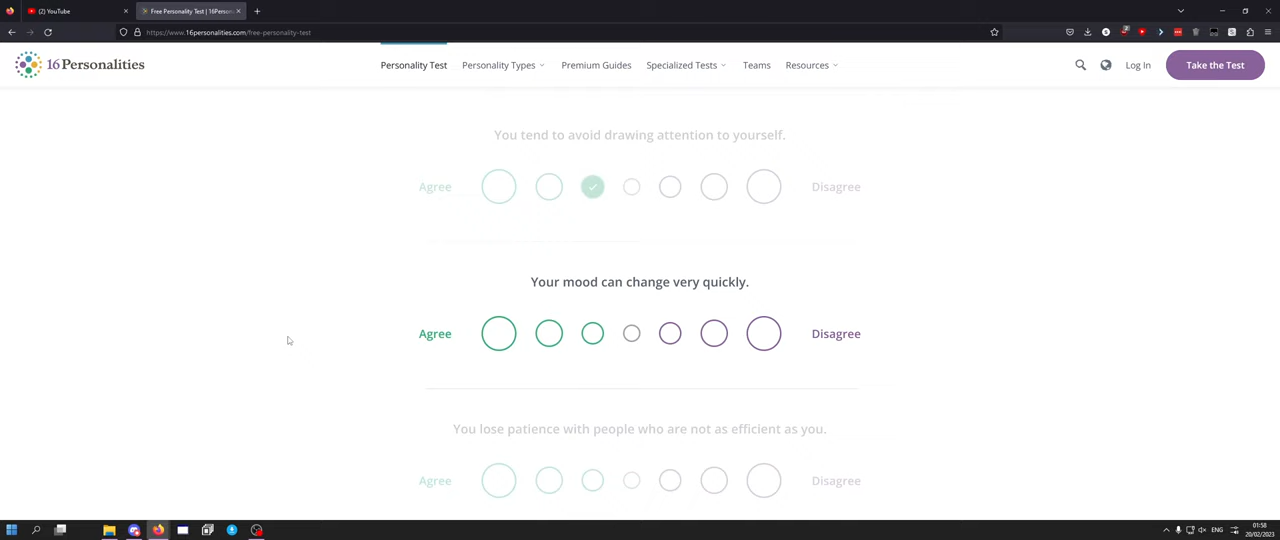 (2) YouTube
Free Personality Test | 16Person
https://www.16personalities.com/free-personality-test
16Personalities
Personality Test
Personality Types
Premium Guides
Specialized Tests
Teams
Resources
Log In
Take the Test
You tend to avoid drawing attention to yourself.
Agree
Disagree
Your mood can change very quickly.
Agree
Disagree
You lose patience with people who are not as efficient as you.
Agree
Disagree
ENG
01:58
20/02/2023